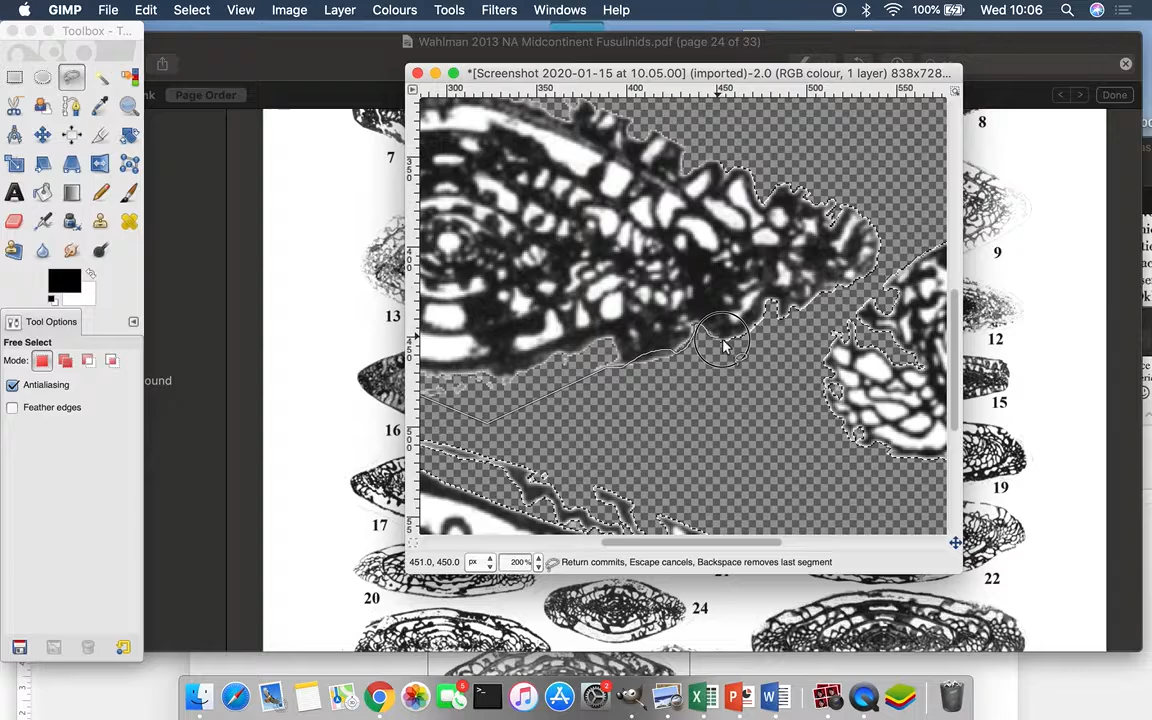 GIMP File Edit Select View Image Layer Colours Tools Filters Windows Help 100% Wed 10:06
Toolbox - T...
Wahlman 2013 NA Midcontinent Fusulinids.pdf (page 24 of 33)
*[Screenshot 2020-01-15 at 10.05.00] (imported)-2.0 (RGB colour, 1 layer) 838x728...
Page Order
Done
300 350 400 450 500 550
7
8
9
13
12
15
16
19
17
22
20
24
Tool Options
Free Select
Mode:
Antialiasing
Feather edges
ound
451.0, 450.0 px 200% Return commits, Escape cancels, Backspace removes last segment